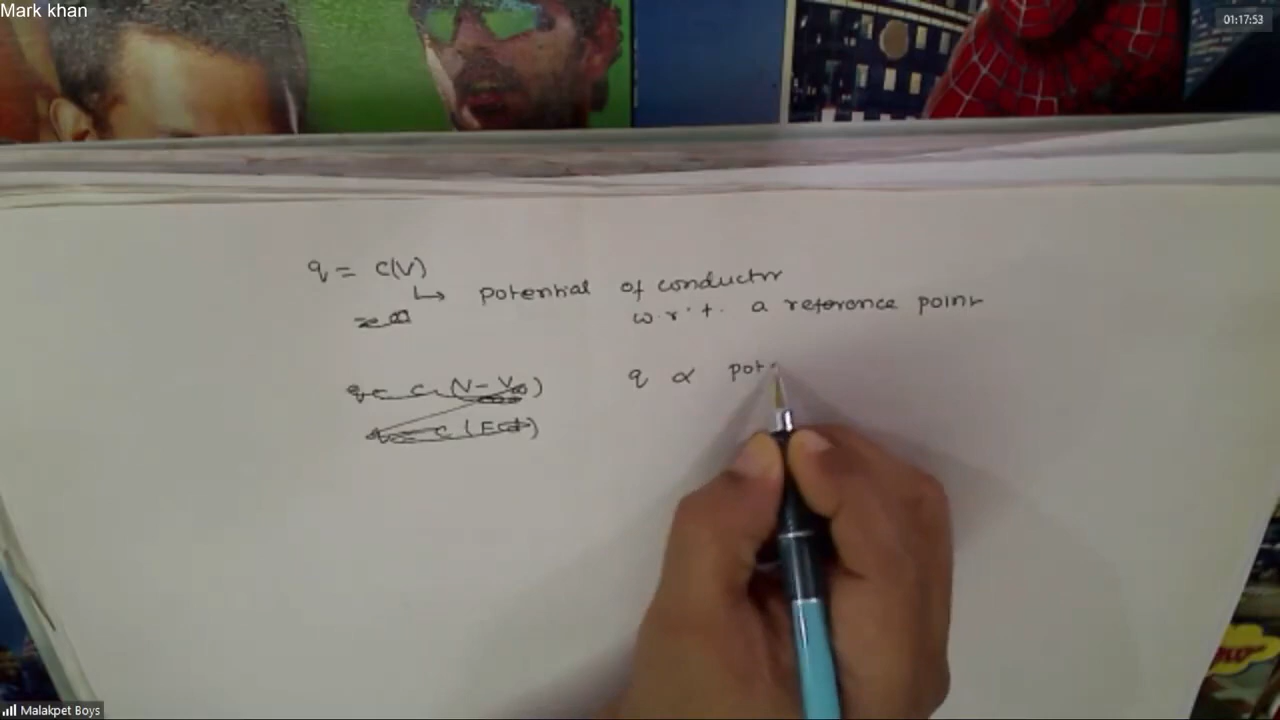 Mark khan
01:17:53
q = C(V)
↳ potential of conductor
w.r.t. a reference point
q = C (V - V
q ∝ pot
Malakpet Boys